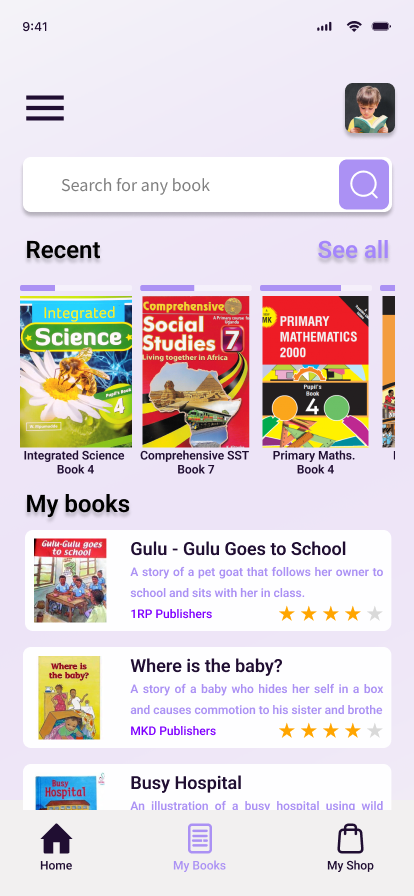 9:41
Search for any book
Recent
See all
Integrated
Science
Pupil's Book
4
Comprehensive
A Primary course for Uganda
Social
Studies 7
Living together in Africa
MK
PRIMARY
MATHEMATICS
2000
Pupil's
Book
4
Integrated Science
Book 4
Comprehensive SST
Book 7
Primary Maths.
Book 4
My books
Gulu-Gulu goes
to school
Gulu - Gulu Goes to School
A story of a pet goat that follows her owner to
school and sits with her in class.
1RP Publishers
Where is
the baby?
Where is the baby?
A story of a baby who hides her self in a box
and causes commotion to his sister and brothe
MKD Publishers
Busy
Hospital
Busy Hospital
An illustration of a busy hospital using wild
Home
My Books
My Shop